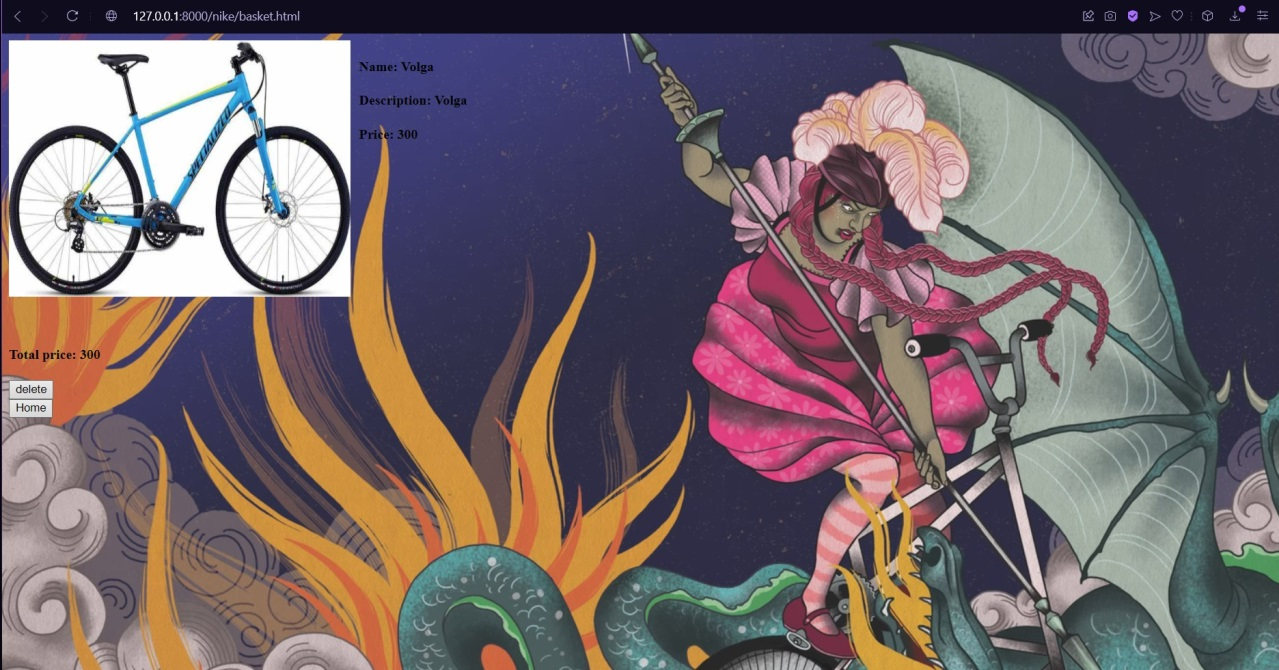 127.0.0.1:8000/nike/basket.html
SPECIALIZED
Name: Volga
Description: Volga
Price: 300
Total price: 300
delete
Home